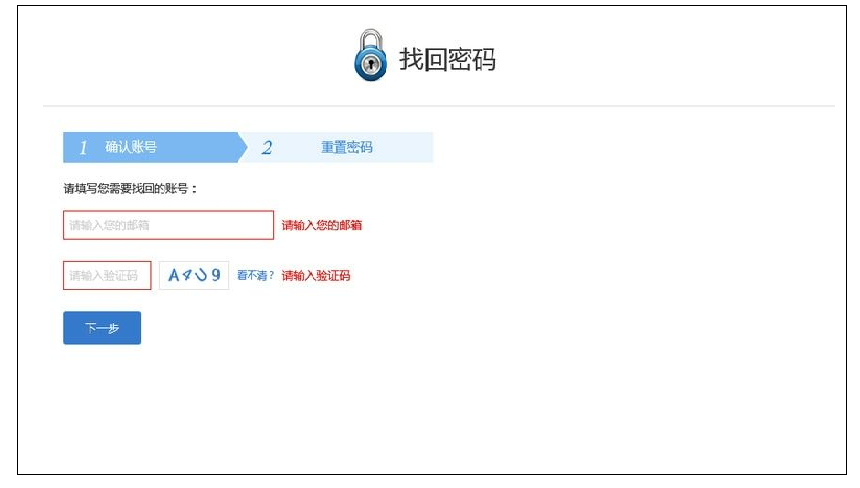 找回密码
1 确认账号 2 重置密码
请填写您需要找回的账号：
请输入您的邮箱 请输入您的邮箱
请输入验证码 看不清? 请输入验证码
下一步